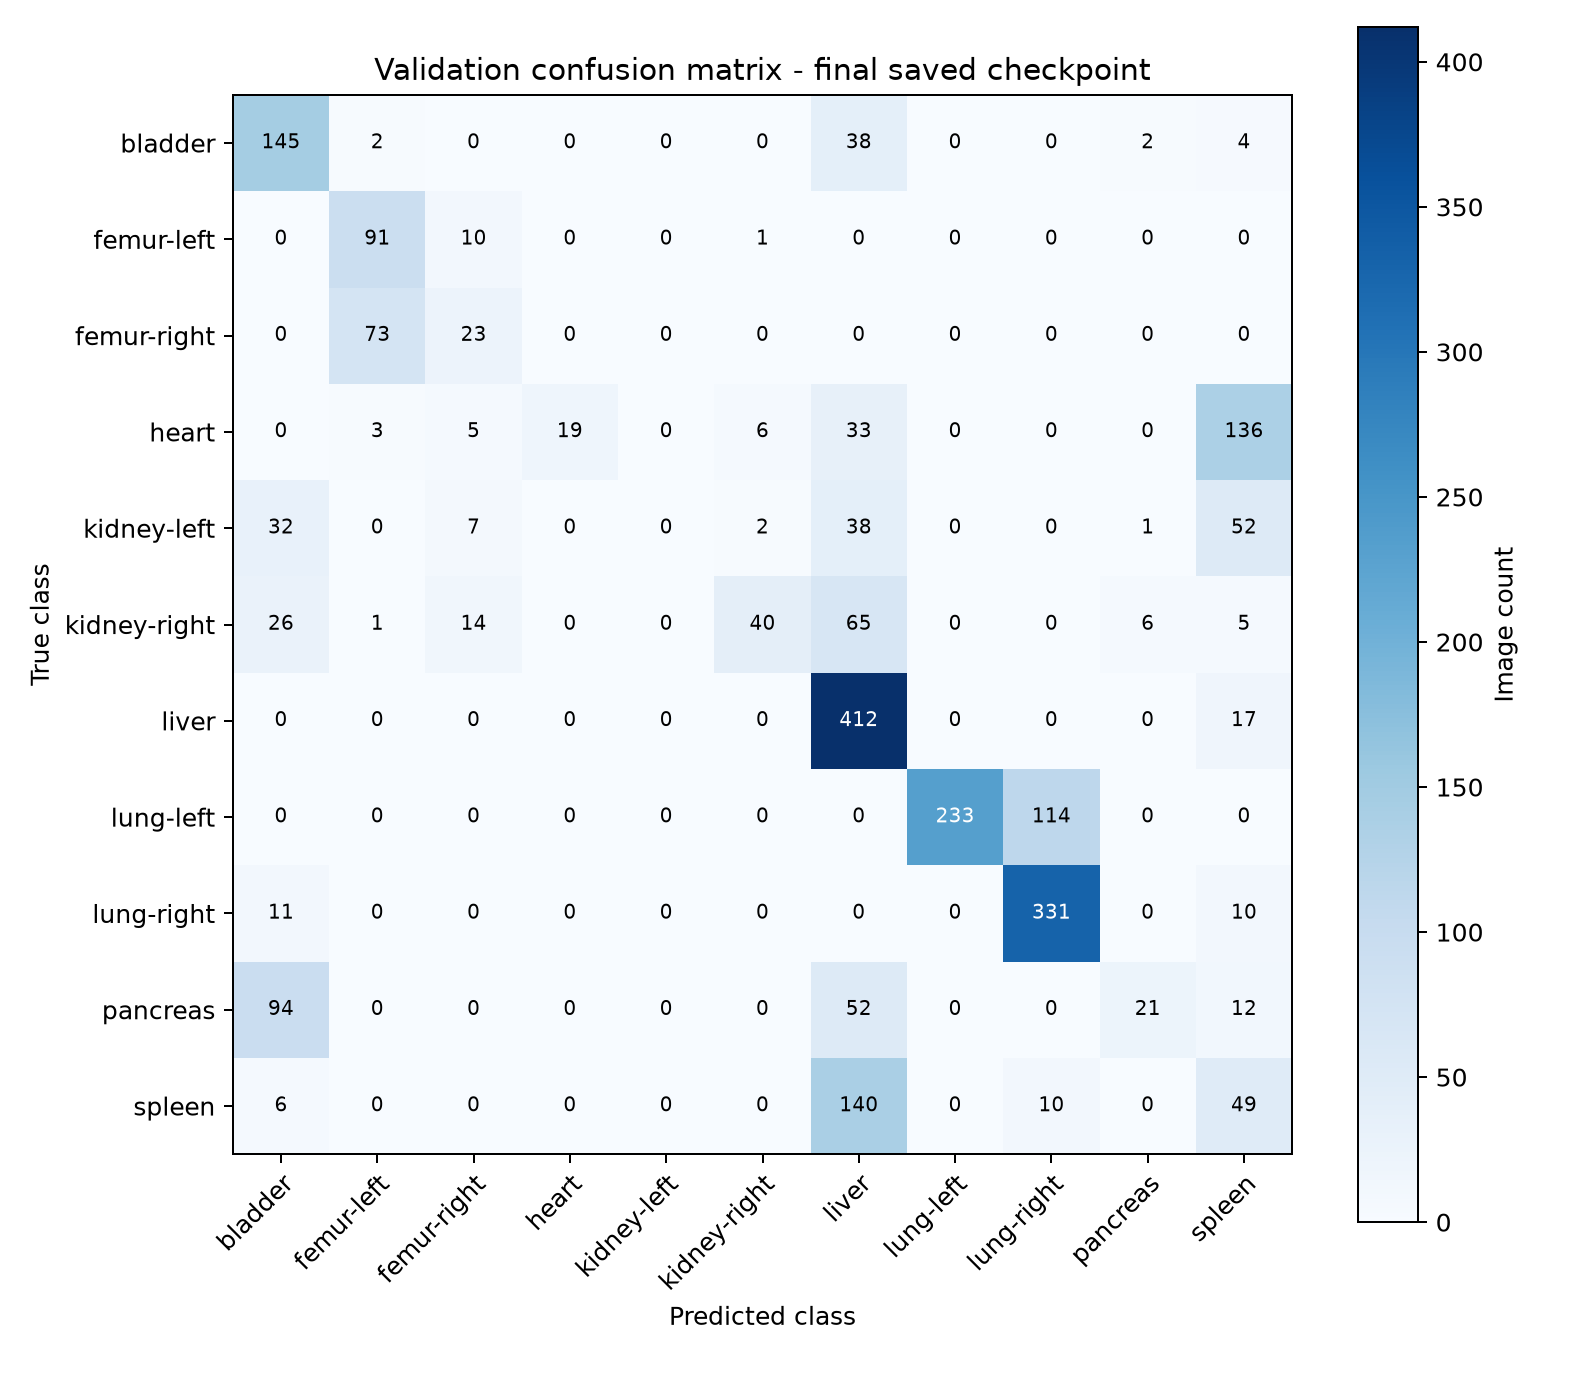 Validation confusion matrix - final saved checkpoint
True class
bladder 145 2 0 0 0 0 38 0 0 2 4
femur-left 0 91 10 0 0 1 0 0 0 0 0
femur-right 0 73 23 0 0 0 0 0 0 0 0
heart 0 3 5 19 0 6 33 0 0 0 136
kidney-left 32 0 7 0 0 2 38 0 0 1 52
kidney-right 26 1 14 0 0 40 65 0 0 6 5
liver 0 0 0 0 0 0 412 0 0 0 17
lung-left 0 0 0 0 0 0 0 233 114 0 0
lung-right 11 0 0 0 0 0 0 0 331 0 10
pancreas 94 0 0 0 0 0 52 0 0 21 12
spleen 6 0 0 0 0 0 140 0 10 0 49
bladder femur-left femur-right heart kidney-left kidney-right liver lung-left lung-right pancreas spleen
Predicted class
400
350
300
250
200
150
100
50
0
Image count